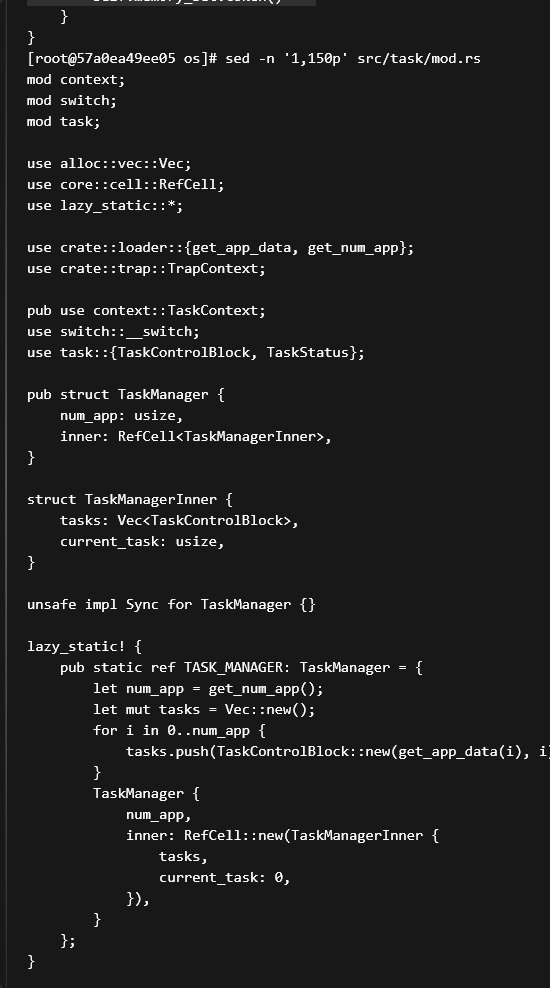 }
}
[root@57a0ea49ee05 os]# sed -n '1,150p' src/task/mod.rs
mod context;
mod switch;
mod task;

use alloc::vec::Vec;
use core::cell::RefCell;
use lazy_static::*;

use crate::loader::{get_app_data, get_num_app};
use crate::trap::TrapContext;

pub use context::TaskContext;
use switch::__switch;
use task::{TaskControlBlock, TaskStatus};

pub struct TaskManager {
    num_app: usize,
    inner: RefCell<TaskManagerInner>,
}

struct TaskManagerInner {
    tasks: Vec<TaskControlBlock>,
    current_task: usize,
}

unsafe impl Sync for TaskManager {}

lazy_static! {
    pub static ref TASK_MANAGER: TaskManager = {
        let num_app = get_num_app();
        let mut tasks = Vec::new();
        for i in 0..num_app {
            tasks.push(TaskControlBlock::new(get_app_data(i), i)
        }
        TaskManager {
            num_app,
            inner: RefCell::new(TaskManagerInner {
                tasks,
                current_task: 0,
            }),
        }
    };
}